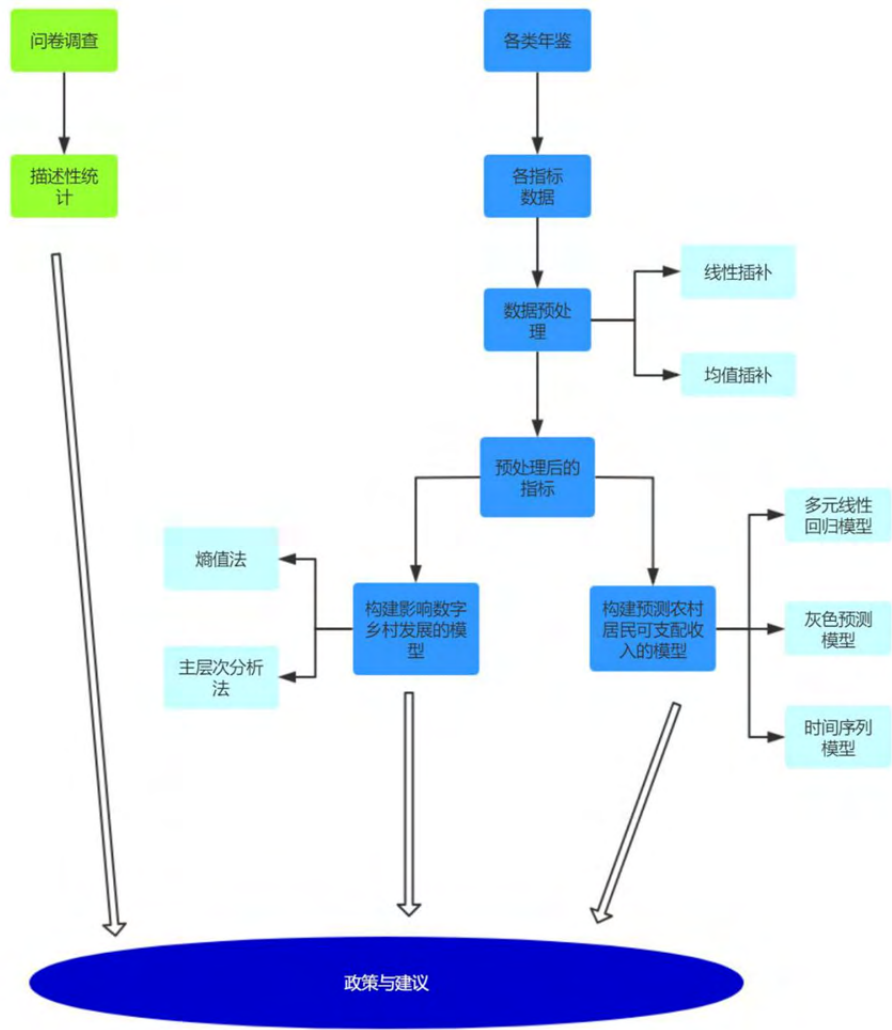 问卷调查
各类年鉴
描述性统
计
各指标
数据
线性插补
数据预处
理
均值插补
预处理后的
指标
多元线性
回归模型
熵值法
构建影响数字
乡村发展的模
型
构建预测农村
居民可支配收
入的模型
灰色预测
模型
主层次分析
法
时间序列
模型
政策与建议